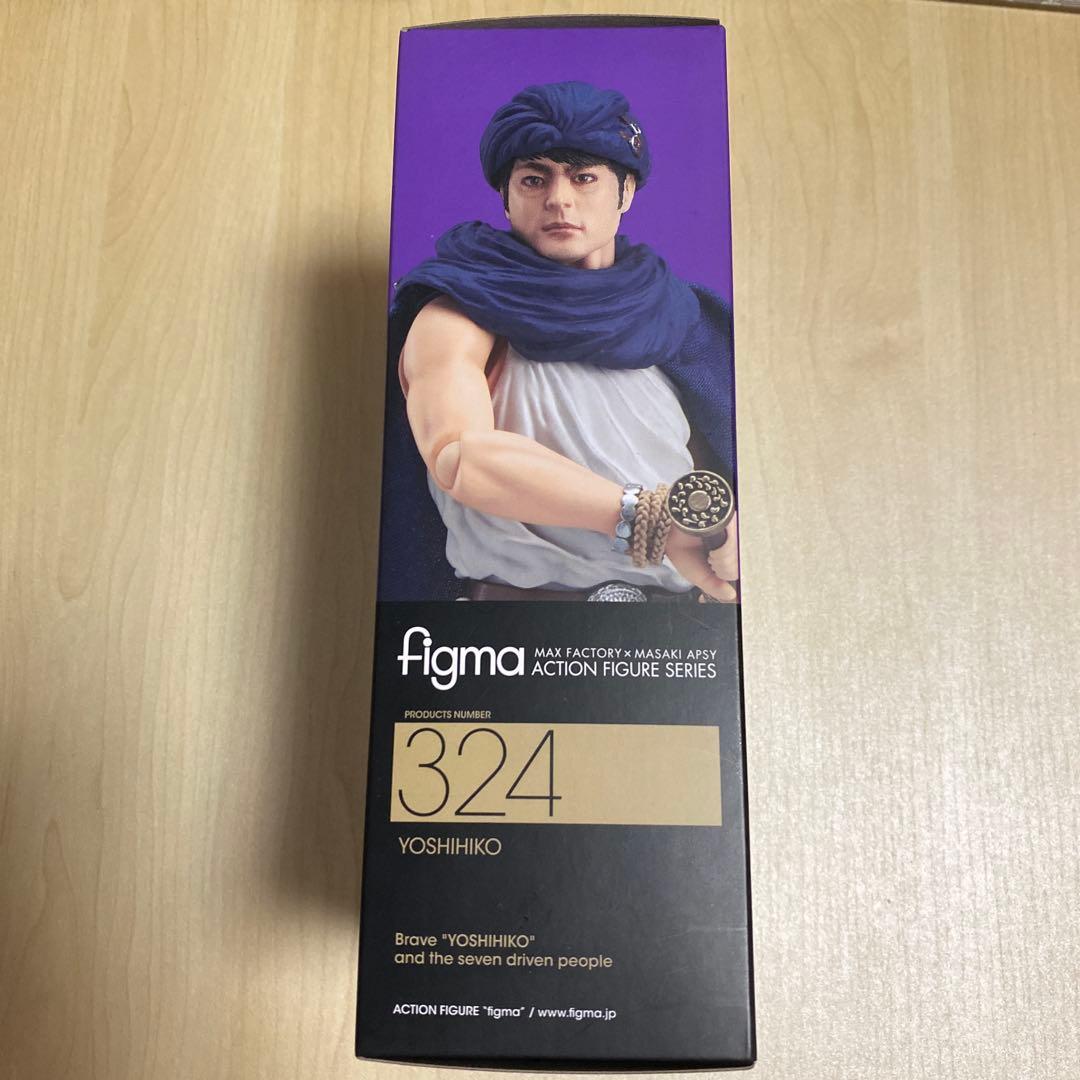 figma MAX FACTORY × MASAKI APSY
ACTION FIGURE SERIES
PRODUCTS NUMBER
324
YOSHIHIKO
Brave "YOSHIHIKO"
and the seven driven people
ACTION FIGURE "figma" / www.figma.jp